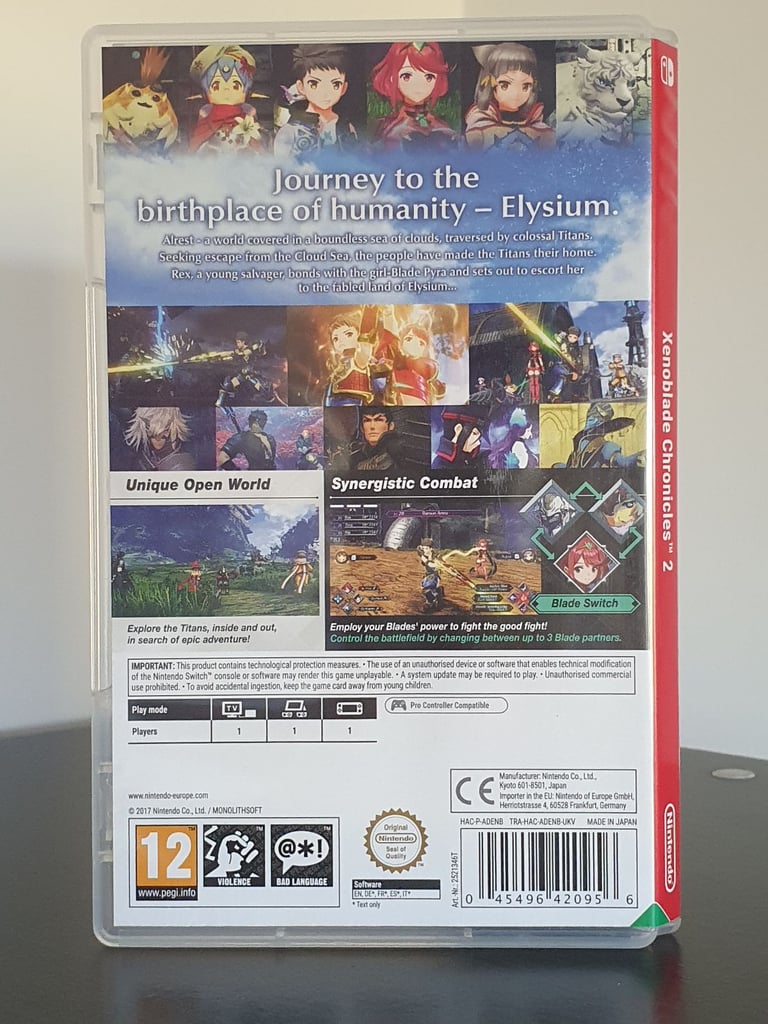 Journey to the
birthplace of humanity – Elysium.
Alrest - a world covered in a boundless sea of clouds, traversed by colossal Titans.
Seeking escape from the Cloud Sea, the people have made the Titans their home.
Rex, a young salvager, bonds with the girl-Blade Pyra and sets out to escort her
to the fabled land of Elysium...
Unique Open World
Synergistic Combat
Blade Switch
Explore the Titans, inside and out,
in search of epic adventure!
Employ your Blades' power to fight the good fight!
Control the battlefield by changing between up to 3 Blade partners.
IMPORTANT: This product contains technological protection measures. • The use of an unauthorised device or software that enables technical modification
of the Nintendo Switch™ console or software may render this game unplayable. • A system update may be required to play. • Unauthorised commercial
use prohibited. • To avoid accidental ingestion, keep the game card away from young children.
Play mode
TV
Pro Controller Compatible
Players
1
1
1
www.nintendo-europe.com
© 2017 Nintendo Co., Ltd. / MONOLITHSOFT
CE
Manufacturer: Nintendo Co., Ltd.,
Kyoto 601-8501, Japan
Importer in the EU: Nintendo of Europe GmbH,
Herriotstrasse 4, 60528 Frankfurt, Germany
HAC-P-ADENB TRA-HAC-ADENB-UKV MADE IN JAPAN
12
www.pegi.info
VIOLENCE
@*!
BAD LANGUAGE
Original
Nintendo
Seal of
Quality
Software
EN, DE*, FR*, ES*, IT*
* Text only
Art.-Nr.: 2521346T
0 45496 42095 6
Xenoblade Chronicles™ 2
Nintendo